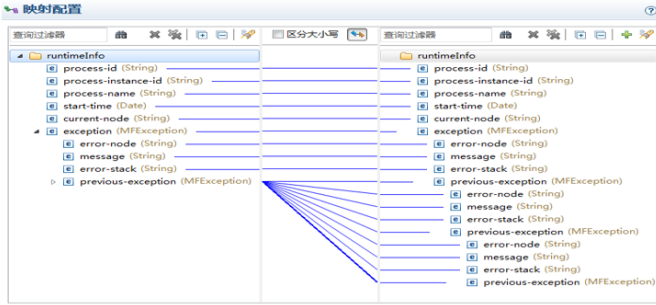 映射配置
查询过滤器 区分大小写 查询过滤器
runtimeInfo
process-id (String)
process-instance-id (String)
process-name (String)
start-time (Date)
current-node (String)
exception (MFException)
error-node (String)
message (String)
error-stack (String)
previous-exception (MFException)
runtimeInfo
process-id (String)
process-instance-id (String)
process-name (String)
start-time (Date)
current-node (String)
exception (MFException)
error-node (String)
message (String)
error-stack (String)
previous-exception (MFException)
error-node (String)
message (String)
error-stack (String)
previous-exception (MFException)
error-node (String)
message (String)
error-stack (String)
previous-exception (MFException)